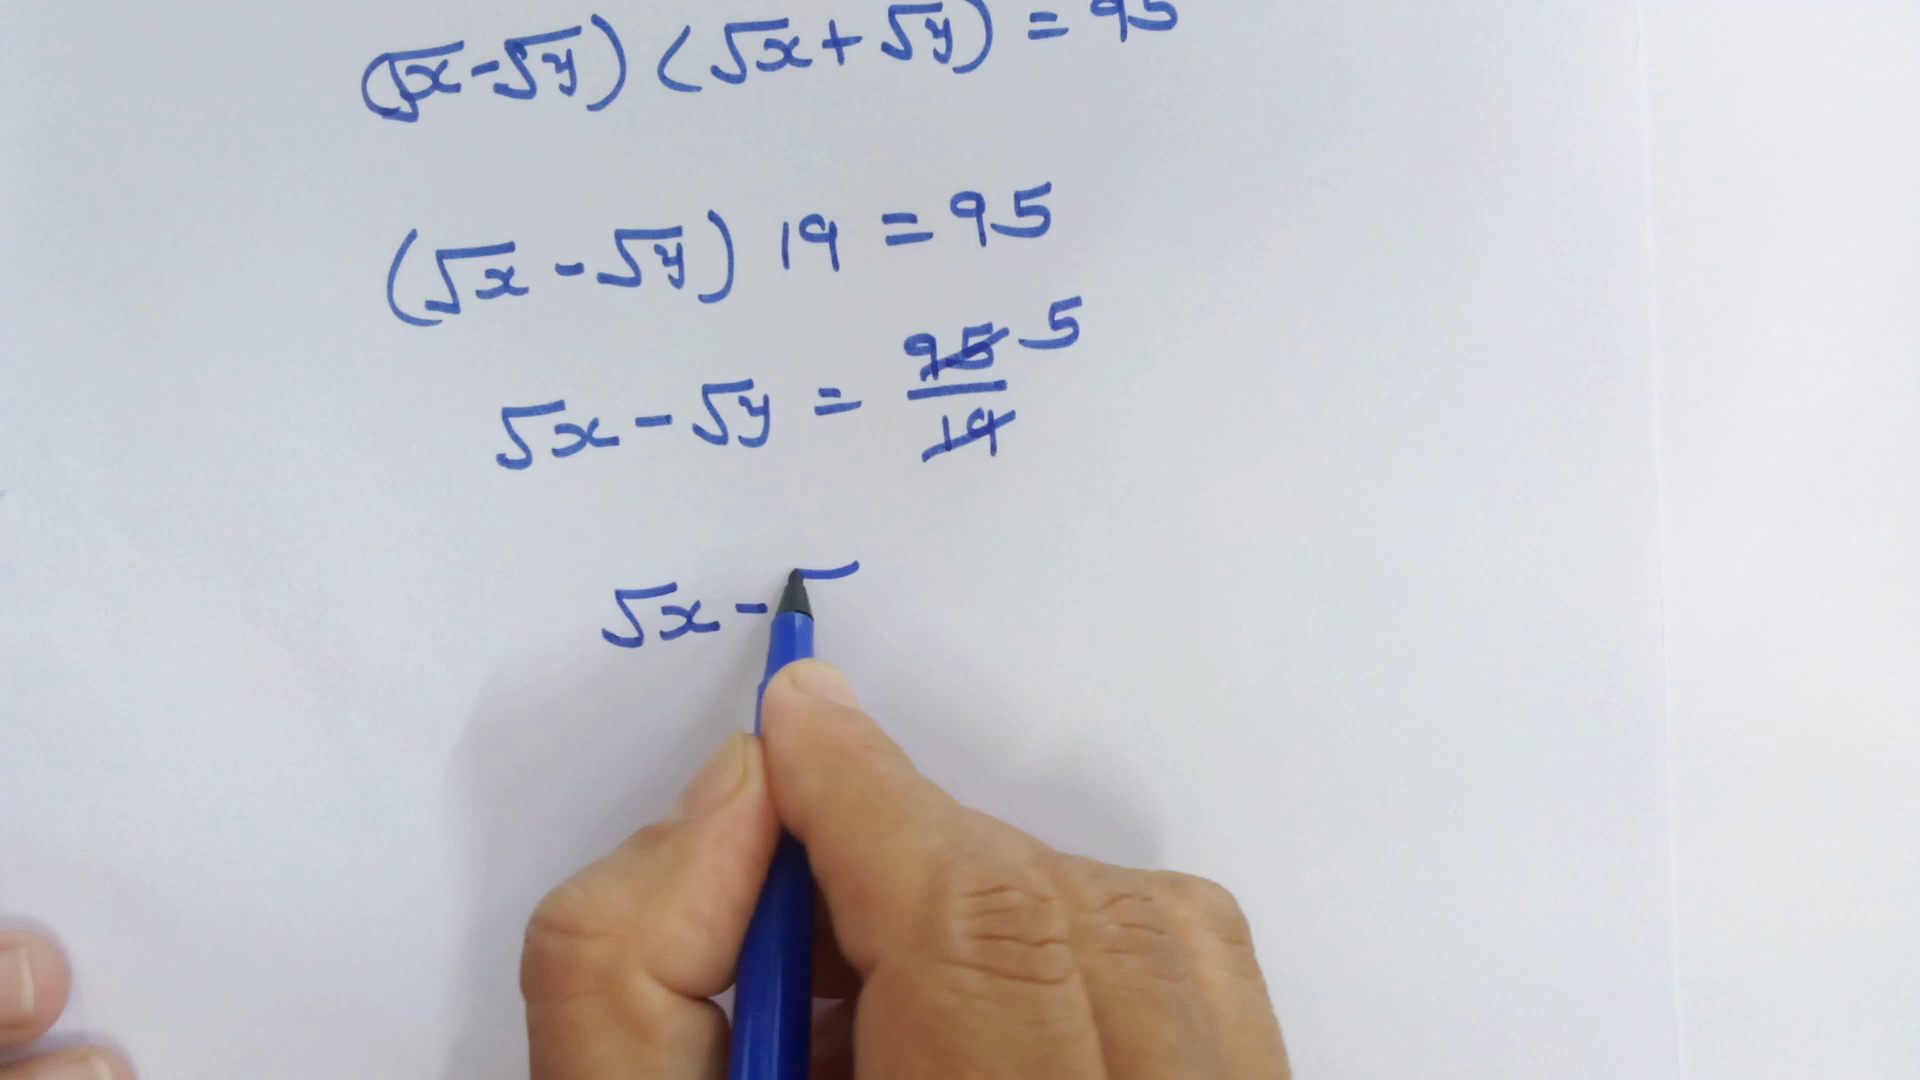 (√x-√y) (√x+√y) = 95
(√x-√y) 19 = 95
√x-√y = 95/19 5
√x-√